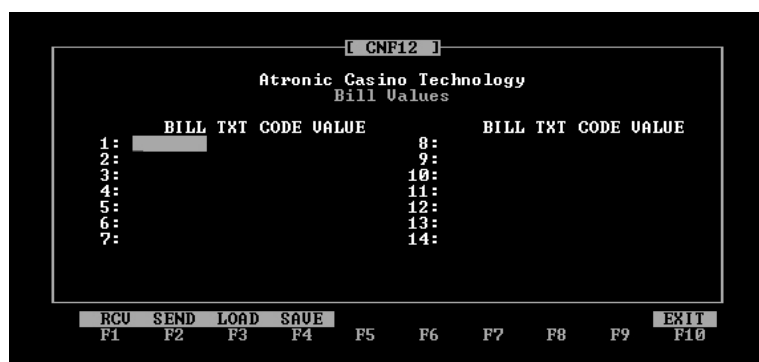 [ CNF12 ]
Atronic Casino Technology
Bill Values
BILL TXT CODE VALUE BILL TXT CODE VALUE
1: 8:
2: 9:
3: 10:
4: 11:
5: 12:
6: 13:
7: 14:
RCV SEND LOAD SAVE EXIT
F1 F2 F3 F4 F5 F6 F7 F8 F9 F10